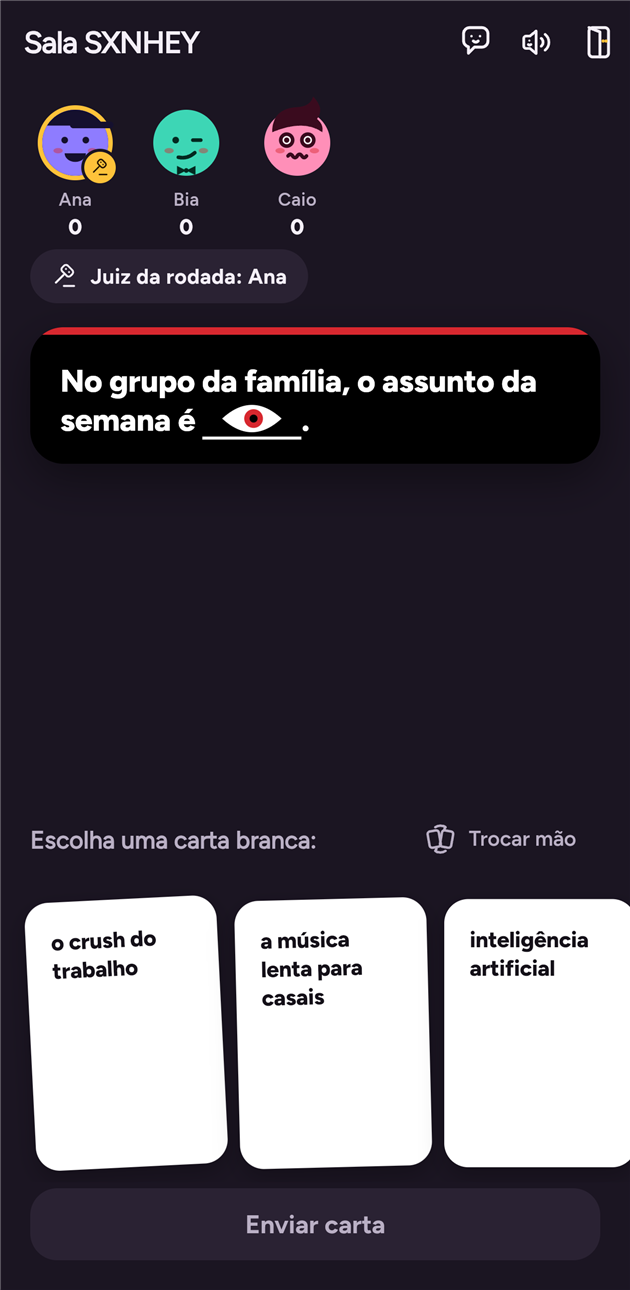 Sala SXNHEY
Ana
Bia
Caio
0
0
0
Juiz da rodada: Ana
No grupo da família, o assunto da
semana é ______.
Escolha uma carta branca:
Trocar mão
o crush do
trabalho
a música
lenta para
casais
inteligência
artificial
Enviar carta